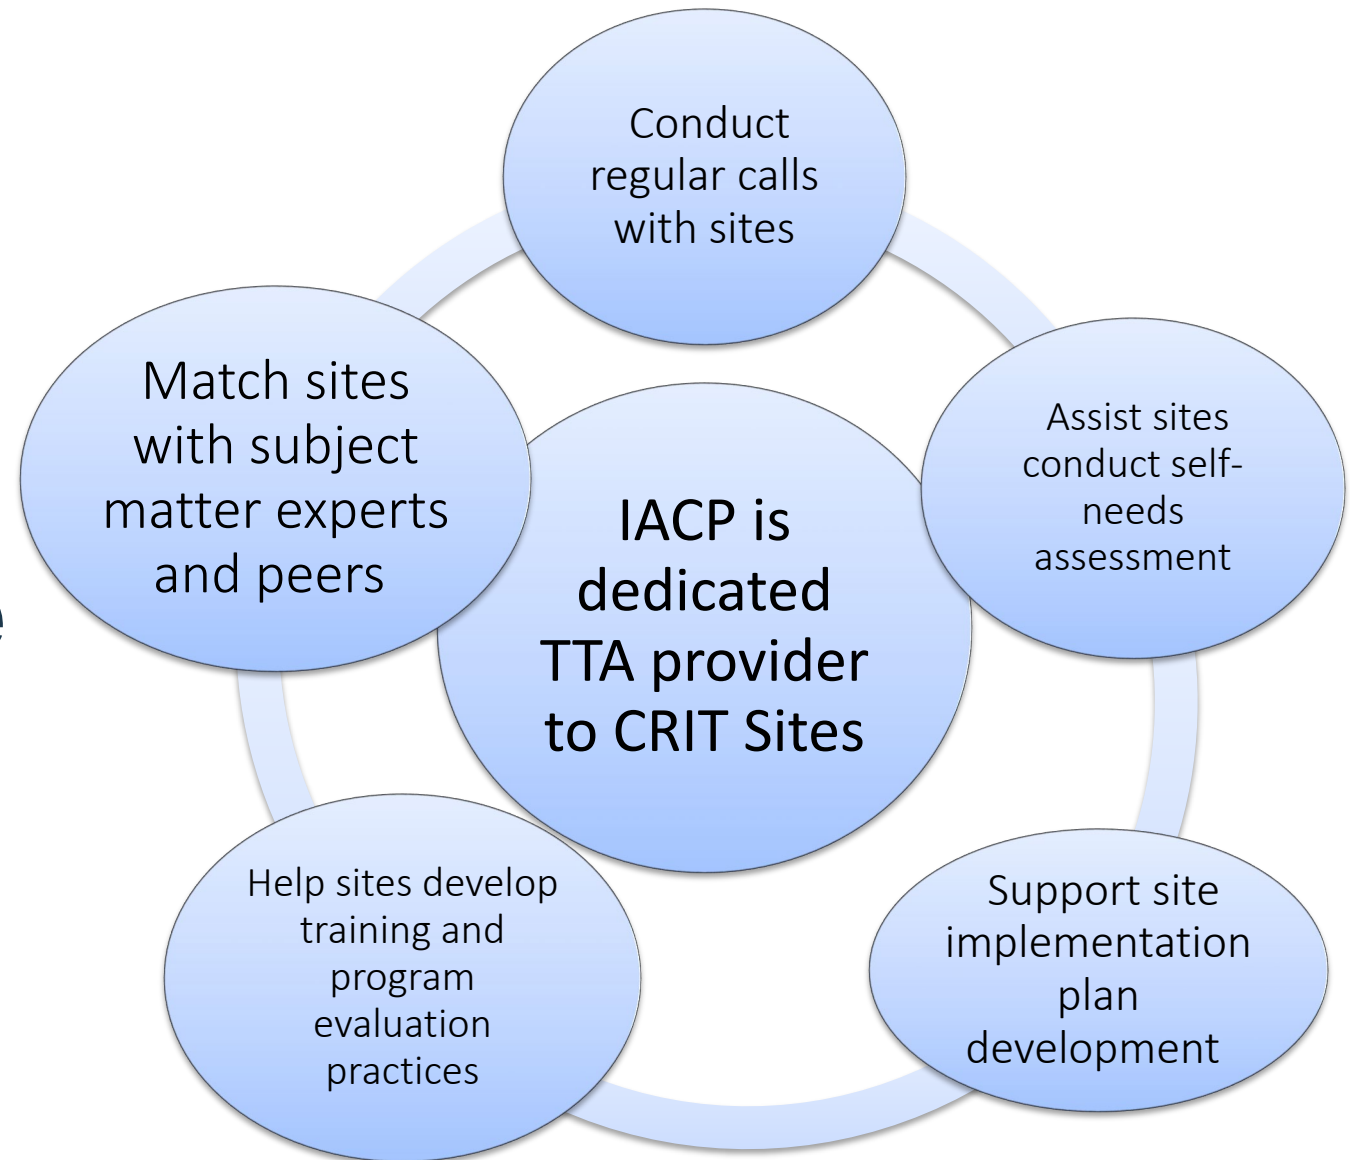 Conduct
regular calls
with sites
Match sites
with subject
matter experts
and peers
Assist sites
conduct self-
needs
assessment
IACP is
dedicated
TTA provider
to CRIT Sites
Help sites develop
training and
program
evaluation
practices
Support site
implementation
plan
development